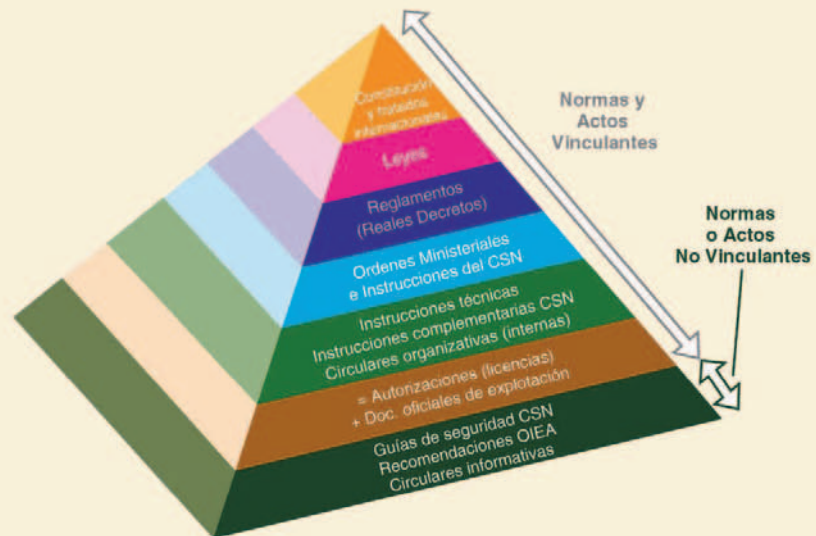 Constitución
y tratados
internacionales
Leyes
Reglamentos
(Reales Decretos)
Ordenes Ministeriales
e Instrucciones del CSN
Instrucciones técnicas
Instrucciones complementarias CSN
Circulares organizativas (internas)
= Autorizaciones (licencias)
+ Doc. oficiales de explotación
Guías de seguridad CSN
Recomendaciones OIEA
Circulares informativas
Normas y
Actos
Vinculantes
Normas
o Actos
No Vinculantes